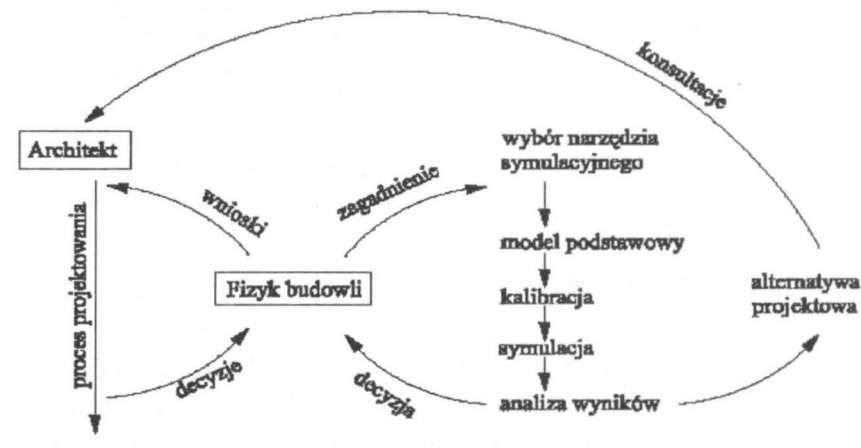 konsultacje
Architekt
wybór narzędzia
symulacyjnego
wnioski
zagadnienie
proces projektowania
model podstawowy
Fizyk budowli
kalibracja
alternatywa
projektowa
symulacja
decyzje
decyzja
analiza wyników